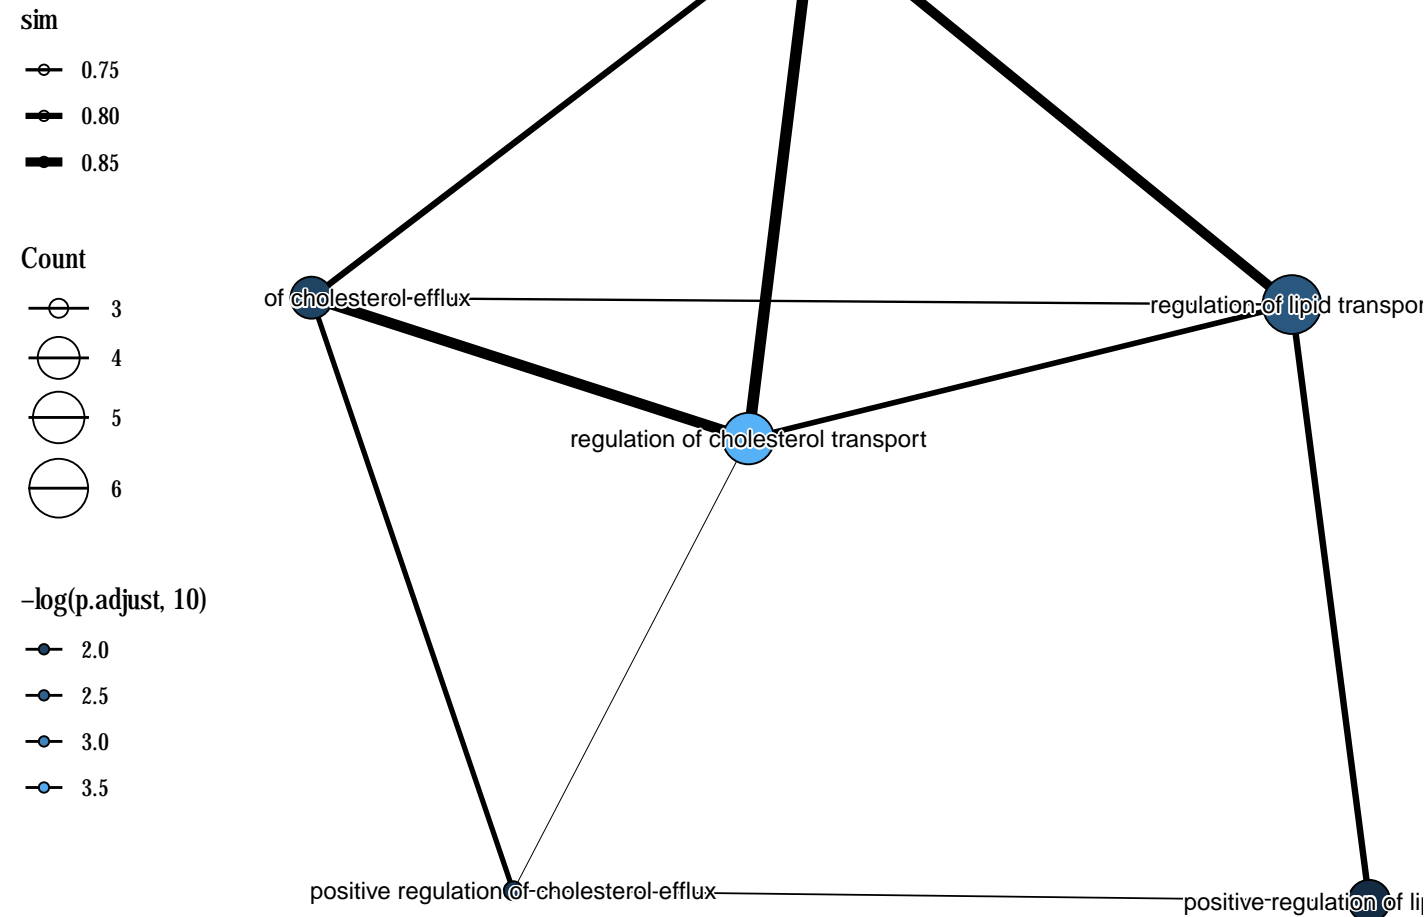 sim
0.75
0.80
0.85
Count
3
4
5
6
–log(p.adjust, 10)
2.0
2.5
3.0
3.5
of cholesterol efflux
regulation of lipid transpor
regulation of cholesterol transport
positive regulation of cholesterol efflux
positive regulation of lip